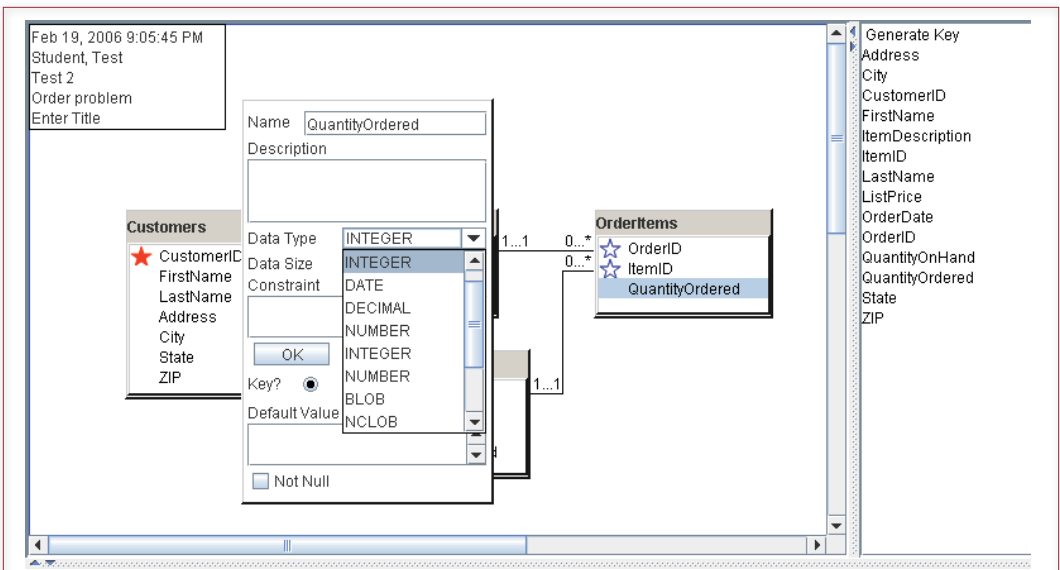 Feb 19, 2006 9:05:45 PM
Student, Test
Test 2
Order problem
Enter Title
Name QuantityOrdered
Description
Data Type INTEGER
Data Size
Constraint
INTEGER
DATE
DECIMAL
NUMBER
INTEGER
NUMBER
BLOB
NCLOB
OK
Key?
Default Value
Not Null
Customers
CustomerID
FirstName
LastName
Address
City
State
ZIP
1...1 0...*
0...*
1...1
OrderItems
OrderID
ItemID
QuantityOrdered
Generate Key
Address
City
CustomerID
FirstName
ItemDescription
ItemID
LastName
ListPrice
OrderDate
OrderID
QuantityOnHand
QuantityOrdered
State
ZIP